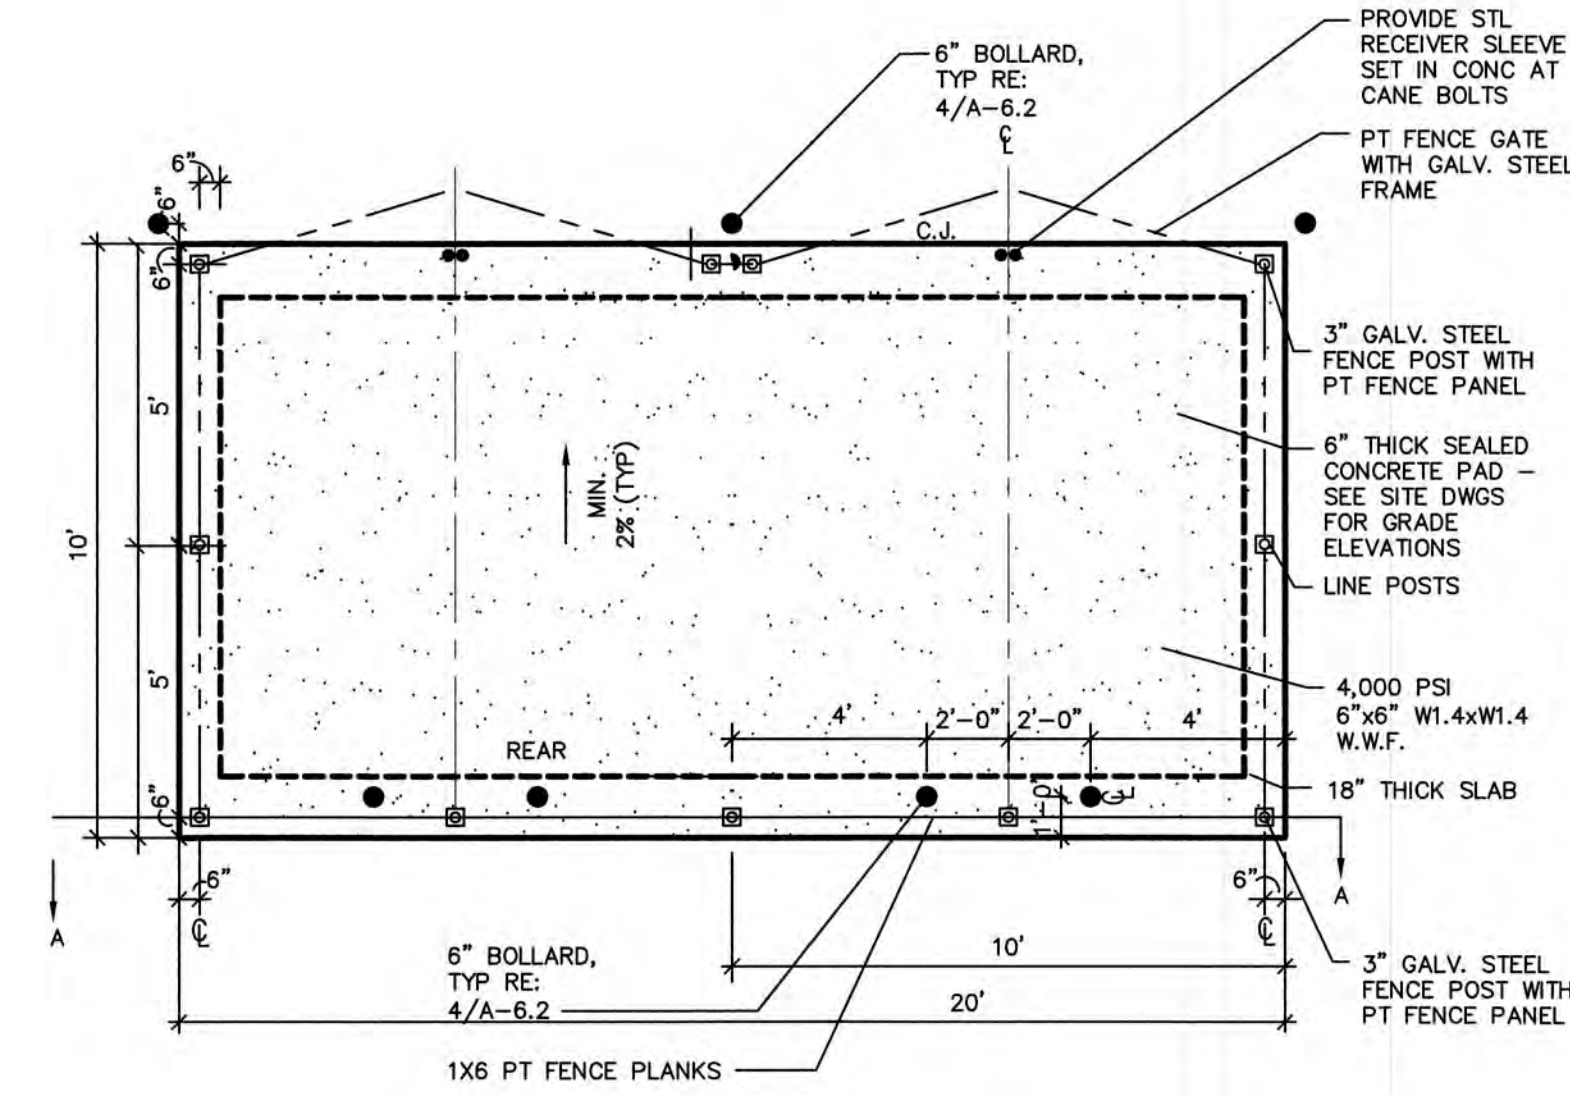 PROVIDE STL
RECEIVER SLEEVE
SET IN CONC AT
CANE BOLTS
6" BOLLARD,
TYP RE:
4/A-6.2
CL
PT FENCE GATE
WITH GALV. STEEL
FRAME
6"
6"
C.J.
6"
3" GALV. STEEL
FENCE POST WITH
PT FENCE PANEL
5'
10'
MIN.
2% (TYP)
6" THICK SEALED
CONCRETE PAD –
SEE SITE DWGS
FOR GRADE
ELEVATIONS
LINE POSTS
5'
4,000 PSI
6"x6" W1.4xW1.4
W.W.F.
4'
2'-0"
2'-0"
4'
REAR
18" THICK SLAB
6"
1'-0"
CL
6"
6"
A
A
CL
CL
10'
6" BOLLARD,
TYP RE:
4/A-6.2
20'
3" GALV. STEEL
FENCE POST WITH
PT FENCE PANEL
1X6 PT FENCE PLANKS